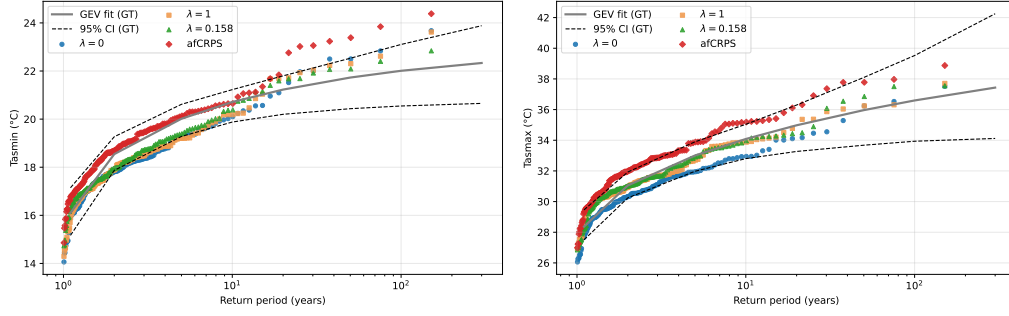 GEV fit (GT)
95% CI (GT)
λ = 0
λ = 1
λ = 0.158
afCRPS
24
22
20
18
16
14
Tasmin (°C)
10⁰
10¹
10²
Return period (years)
GEV fit (GT)
95% CI (GT)
λ = 0
λ = 1
λ = 0.158
afCRPS
42
40
38
36
34
32
30
28
26
Tasmax (°C)
10⁰
10¹
10²
Return period (years)